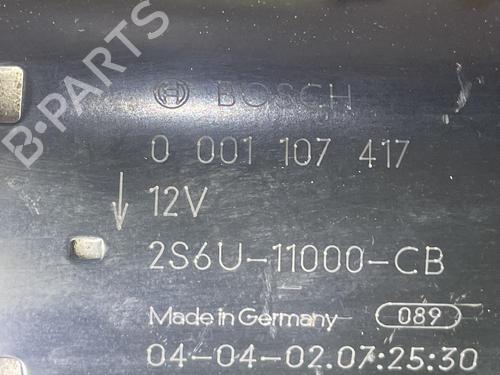 B-PARTS
BOSCH
0 001 107 417
12V
2S6U-11000-CB
Made in Germany 089
04-04-02.07:25:30